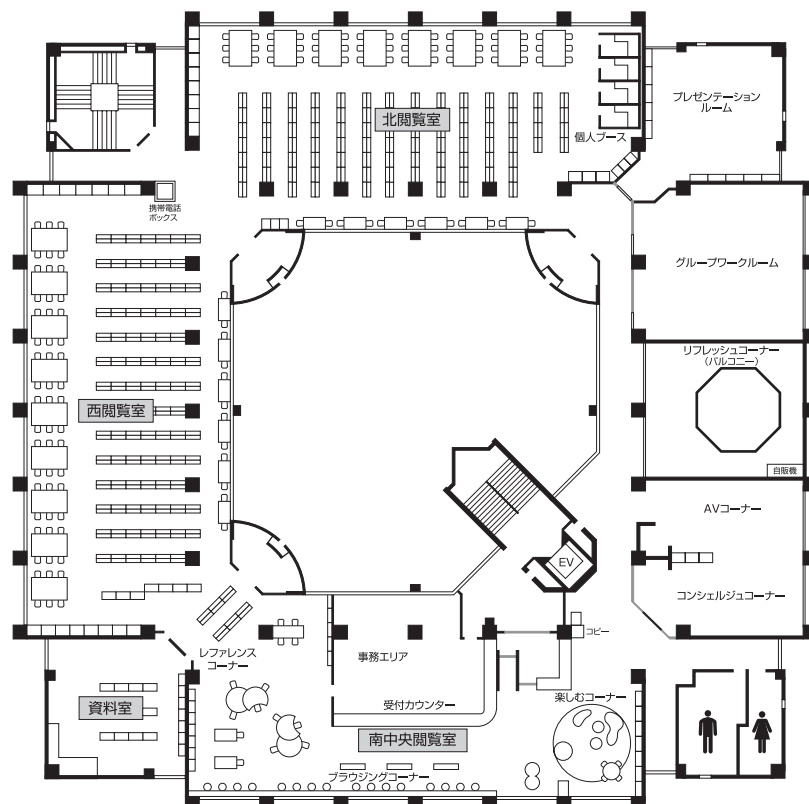 プレゼンテーション
ルーム
北閲覧室
個人ブース
携帯電話
ボックス
グループワークルーム
リフレッシュコーナー
(バルコニー)
西閲覧室
自販機
AVコーナー
EV
コンシェルジュコーナー
コピー
レファレンス
コーナー
事務エリア
資料室
受付カウンター
楽しむコーナー
南中央閲覧室
ブラウジングコーナー